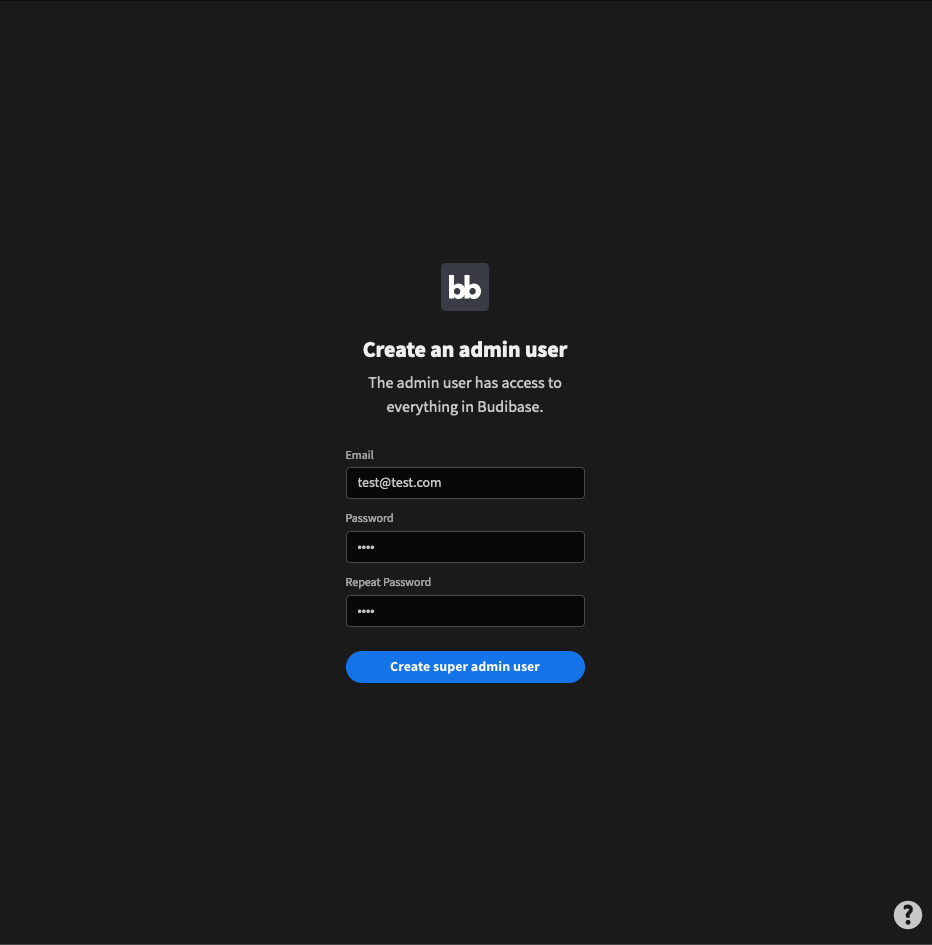 bb
Create an admin user
The admin user has access to
everything in Budibase.
Email
test@test.com
Password
••••
Repeat Password
••••
Create super admin user
?